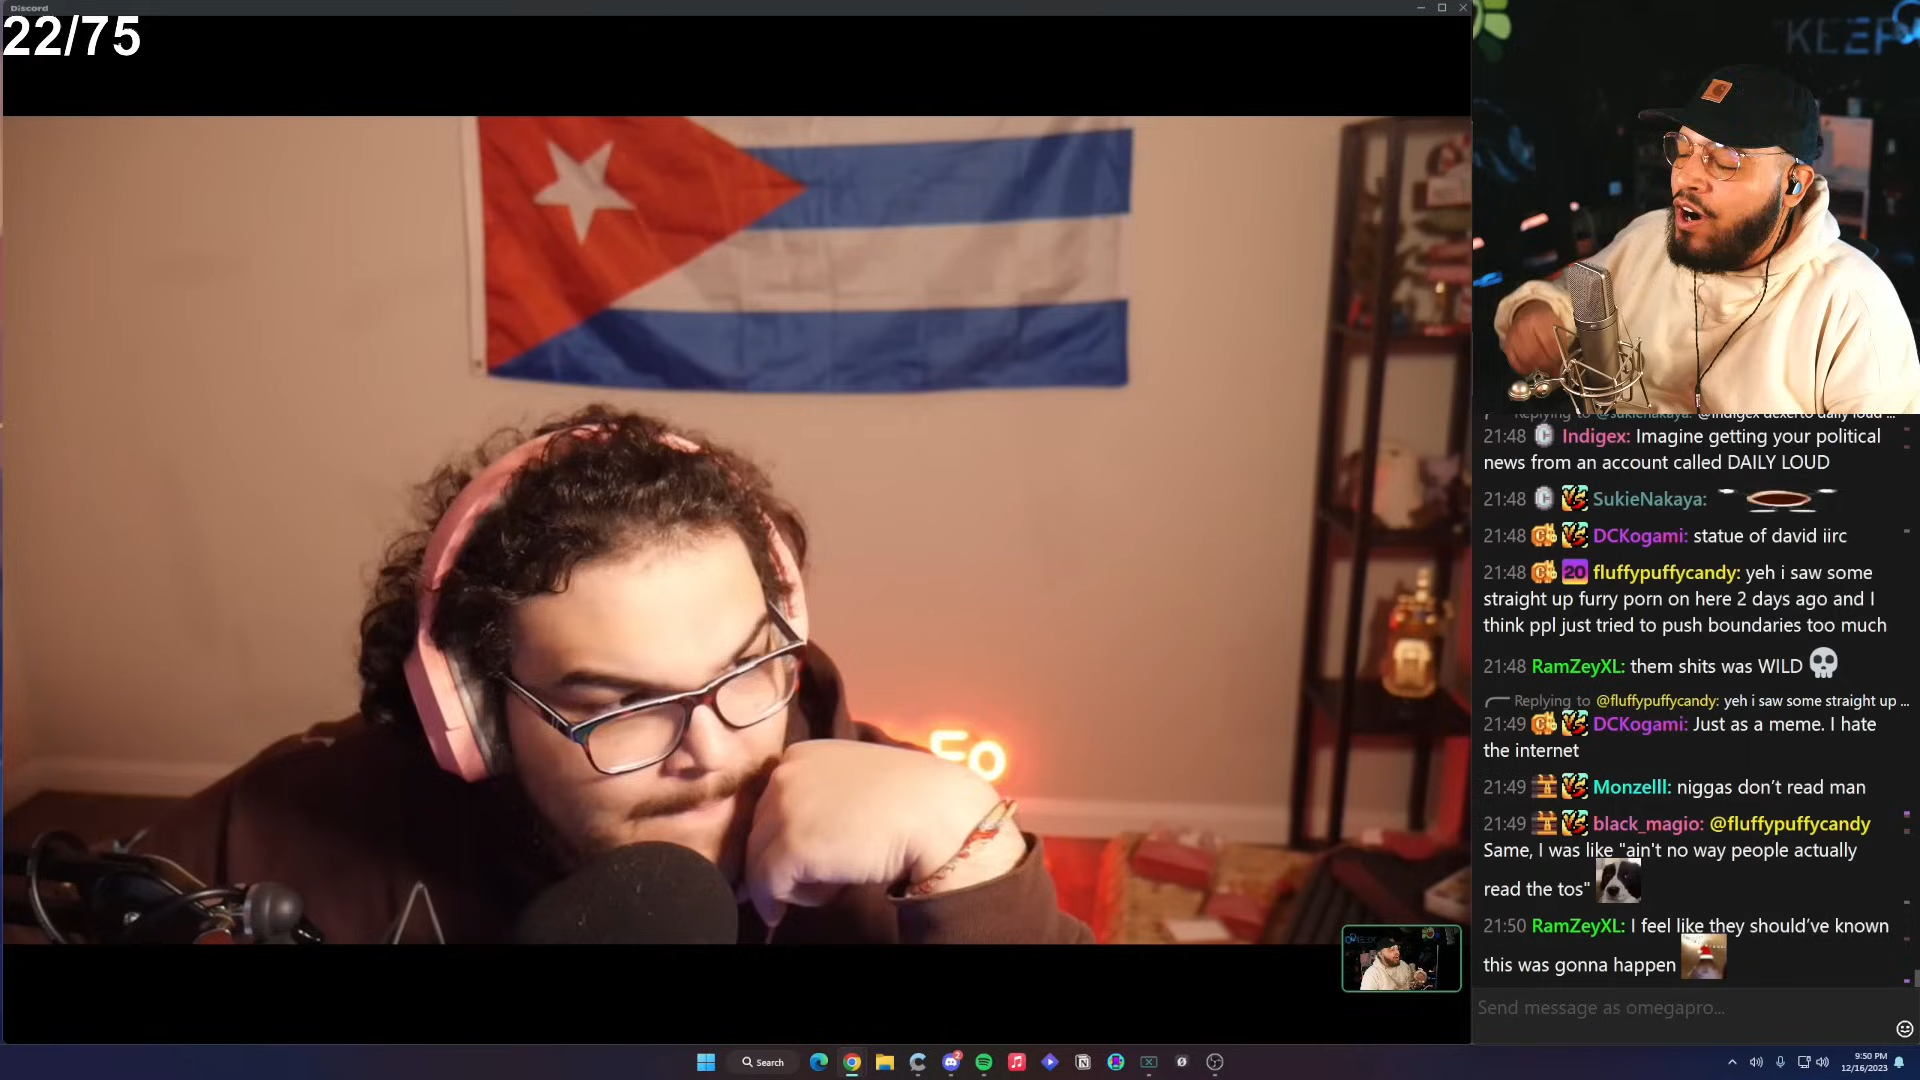 Discord
22/75
KEEP
FO
21:48 Indigex: Imagine getting your political
news from an account called DAILY LOUD
21:48 SukieNakaya:
21:48 DCKogami: statue of david iirc
21:48 20 fluffypuffycandy: yeh i saw some
straight up furry porn on here 2 days ago and I
think ppl just tried to push boundaries too much
21:48 RamZeyXL: them shits was WILD
Replying to @fluffypuffycandy: yeh i saw some straight up ...
21:49 DCKogami: Just as a meme. I hate
the internet
21:49 Monzelll: niggas don’t read man
21:49 black_magio: @fluffypuffycandy
Same, I was like "ain't no way people actually
read the tos"
21:50 RamZeyXL: I feel like they should’ve known
this was gonna happen
Send message as omegapro...
Search
2
9:50 PM
12/16/2023